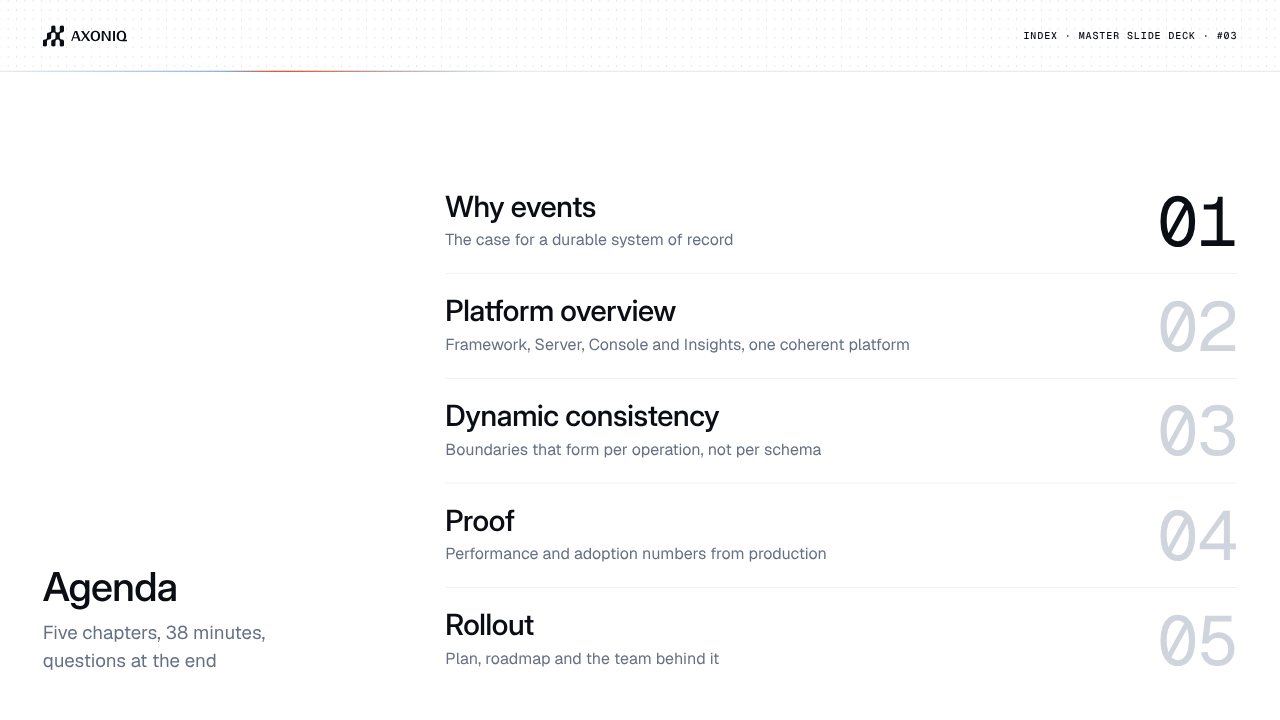 AXONIQ
INDEX · MASTER SLIDE DECK · #03
Why events
The case for a durable system of record
01
Platform overview
Framework, Server, Console and Insights, one coherent platform
02
Dynamic consistency
Boundaries that form per operation, not per schema
03
Proof
Performance and adoption numbers from production
04
Rollout
Plan, roadmap and the team behind it
05
Agenda
Five chapters, 38 minutes,
questions at the end